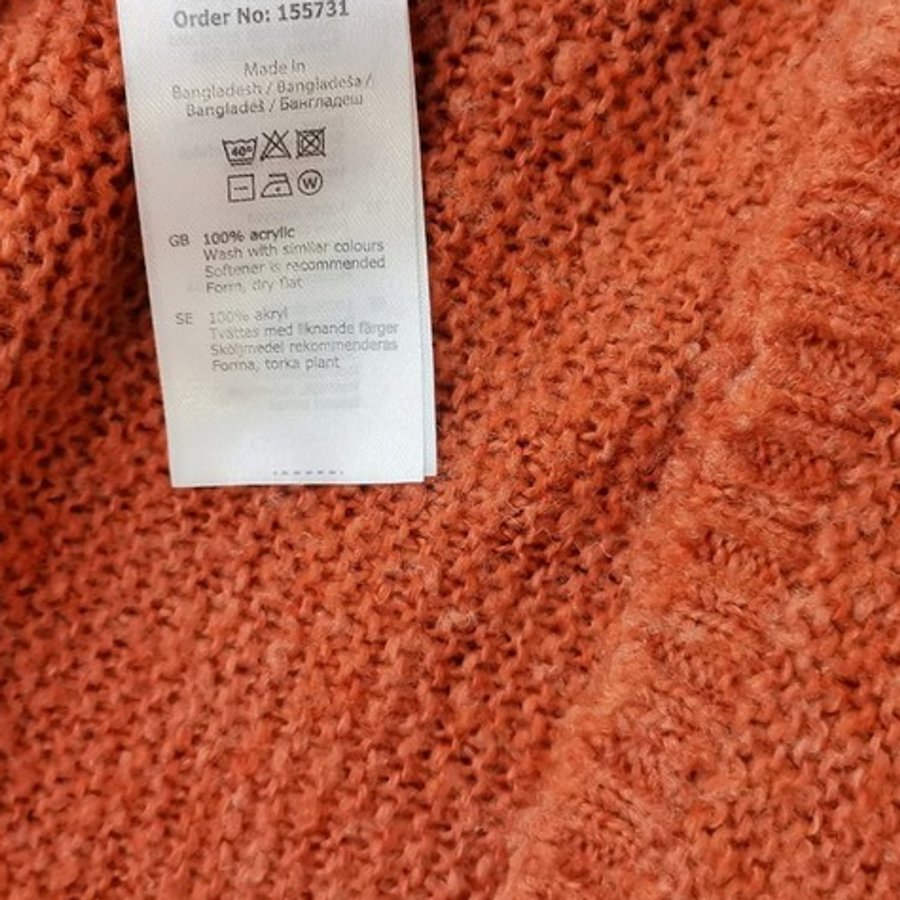 Order No: 155731
Made In
Bangladesh / Bangladeša /
Bangladeš / Бангладеш
40°
W
GB 100% acrylic
Wash with similar colours
Softener is recommended
Form, dry flat
SE 100% akryl
Tvättas med liknande färger
Sköljmedel rekommenderas
Forma, torka plant